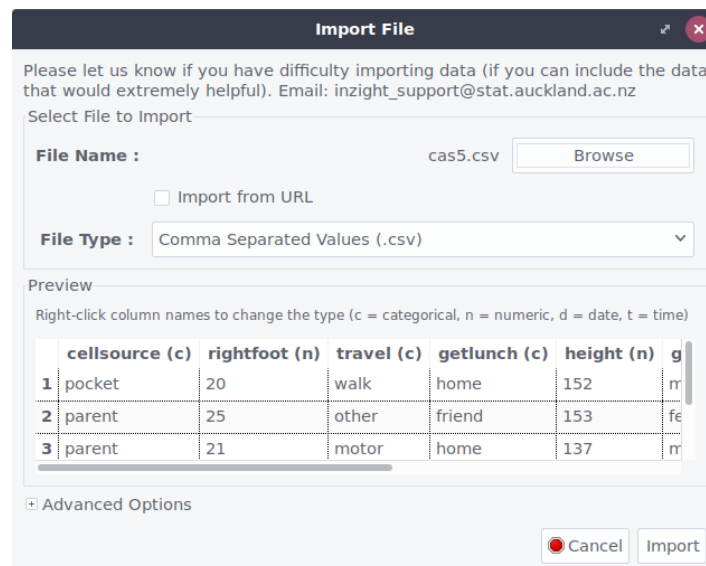 Import File
Please let us know if you have difficulty importing data (if you can include the data
that would extremely helpful). Email: inzight_support@stat.auckland.ac.nz
Select File to Import
File Name : cas5.csv Browse
Import from URL
File Type : Comma Separated Values (.csv)
Preview
Right-click column names to change the type (c = categorical, n = numeric, d = date, t = time)
cellsource (c) rightfoot (n) travel (c) getlunch (c) height (n) g
1 pocket 20 walk home 152 m
2 parent 25 other friend 153 fe
3 parent 21 motor home 137 m
Advanced Options
Cancel Import